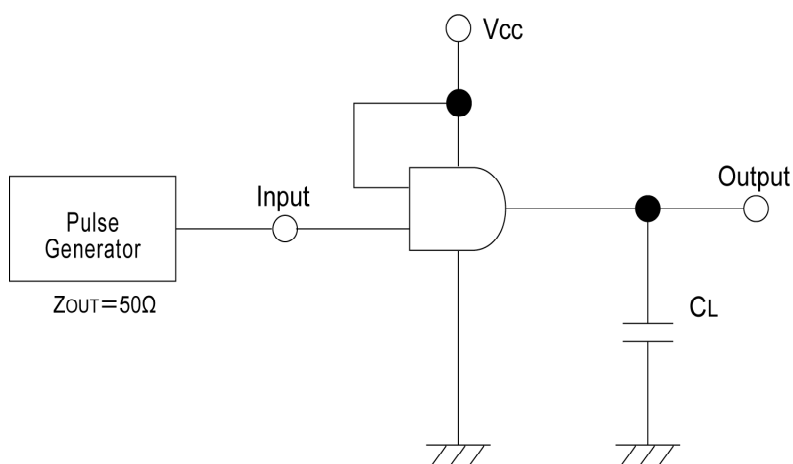 Vcc
Input
Output
Pulse
Generator
ZOUT=50Ω
CL